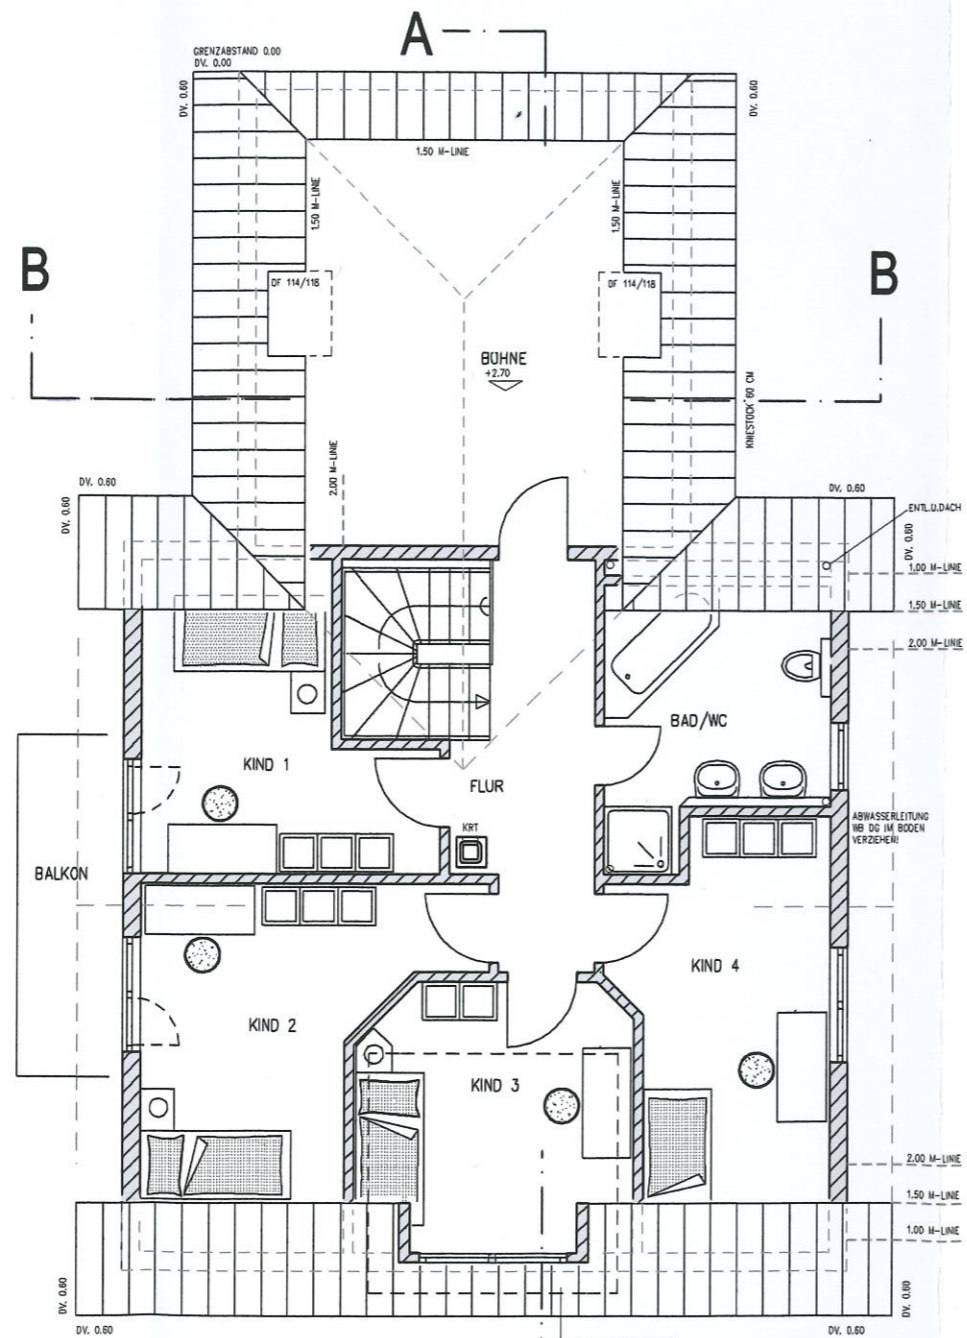 A
GRENZABSTAND 0.00
DV. 0.00
DV. 0.60
DV. 0.60
1.50 M-LINIE
1.50 M-LINIE
1.50 M-LINIE
B
B
DF 114/118
DF 114/118
BÜHNE
+2.70
KNIESTOCK 60 CM
2.00 M-LINIE
DV. 0.60
DV. 0.60
DV. 0.60
DV. 0.60
ENTL.Ü.DACH
1.00 M-LINIE
1.50 M-LINIE
2.00 M-LINIE
BAD/WC
KIND 1
FLUR
KRT
ABWASSERLEITUNG
WB DG IM BODEN
VERZIEHEN!
BALKON
KIND 4
KIND 2
KIND 3
2.00 M-LINIE
1.50 M-LINIE
1.00 M-LINIE
DV. 0.60
DV. 0.60
DV. 0.60
DV. 0.60